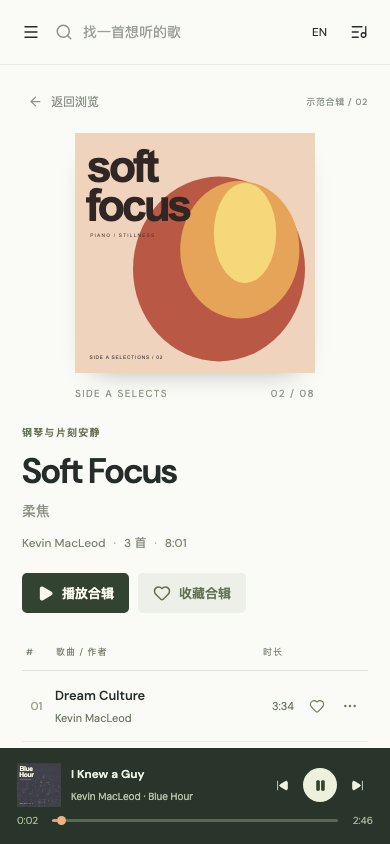 找一首想听的歌
EN
返回浏览
示范合辑 / 02
soft
focus
PIANO / STILLNESS
SIDE A SELECTIONS / 02
SIDE A SELECTS
02 / 08
钢琴与片刻安静
Soft Focus
柔焦
Kevin MacLeod · 3 首 · 8:01
播放合辑
收藏合辑
# 歌曲 / 作者 时长
01 Dream Culture 3:34
Kevin MacLeod
Blue
Hour
I Knew a Guy
Kevin MacLeod · Blue Hour
0:02
2:46